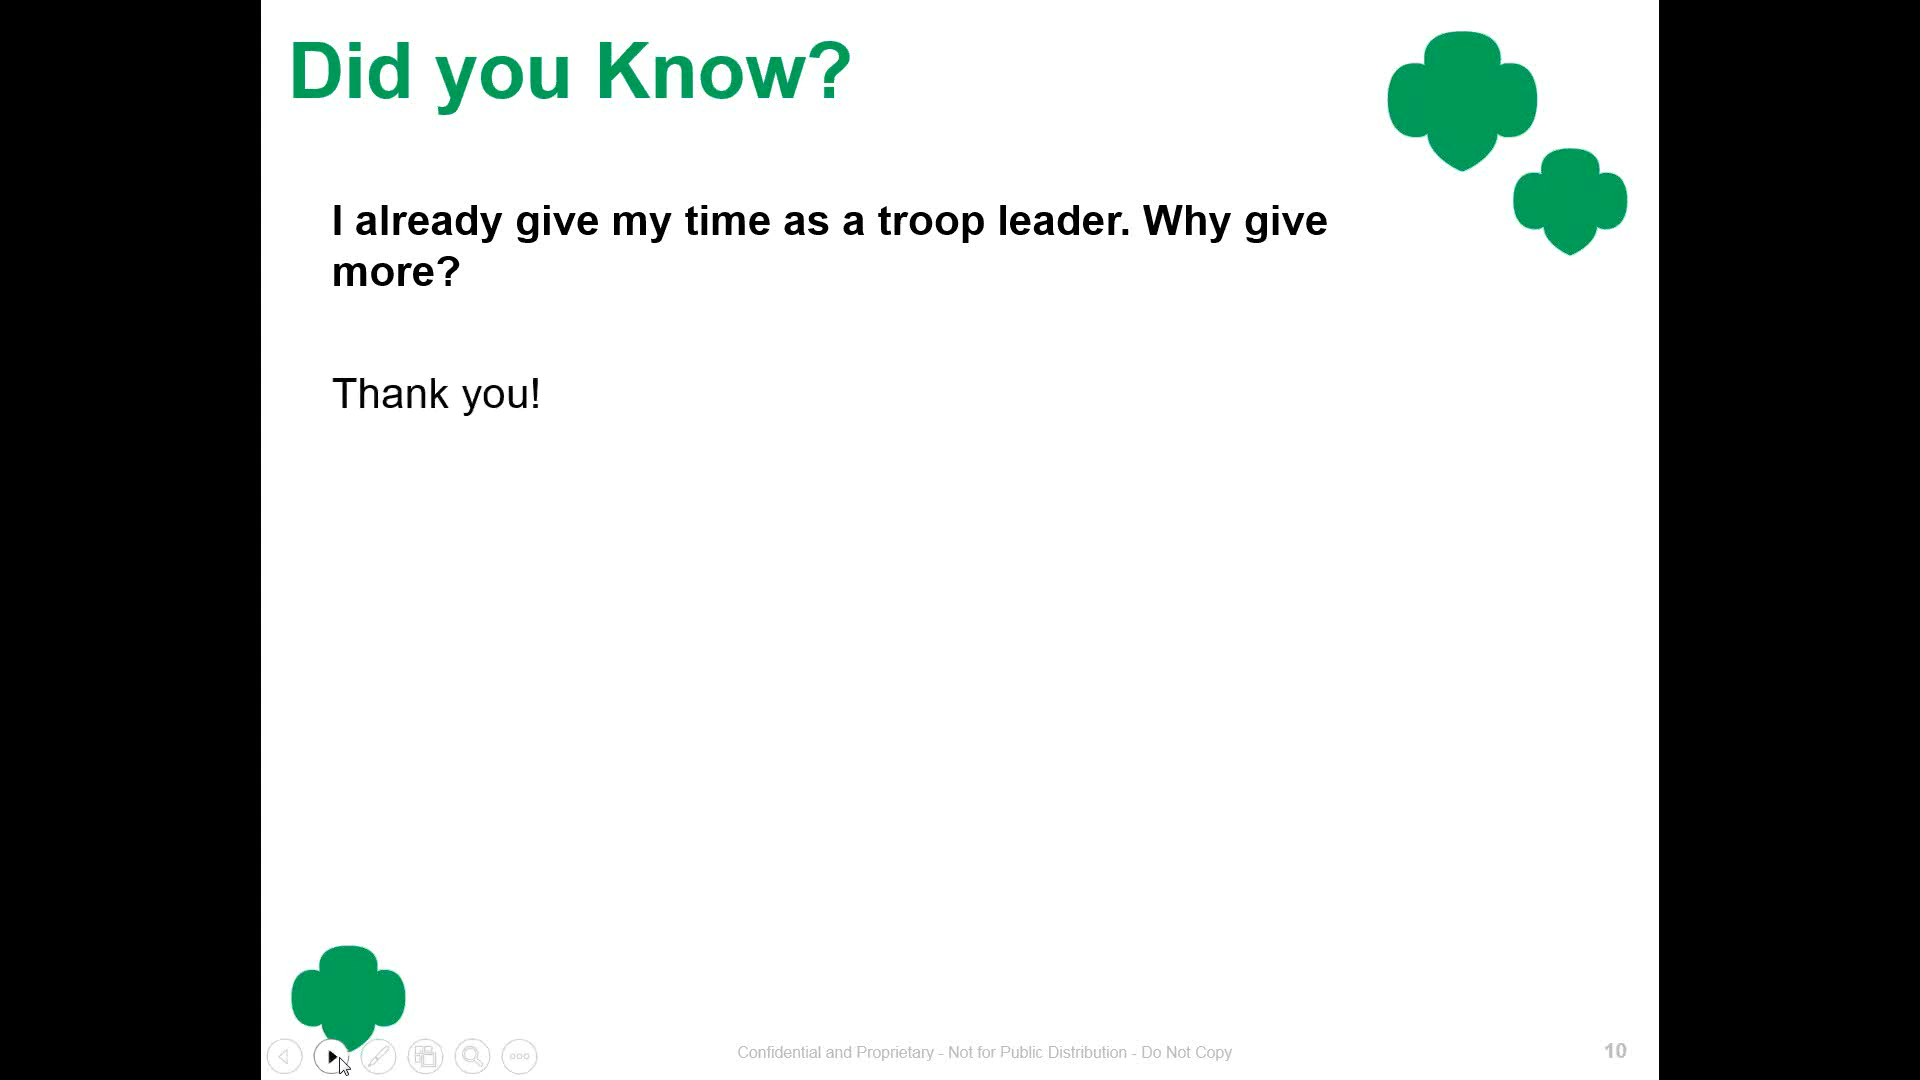 Did you Know?
I already give my time as a troop leader. Why give
more?
Thank you!
Confidential and Proprietary - Not for Public Distribution - Do Not Copy
10